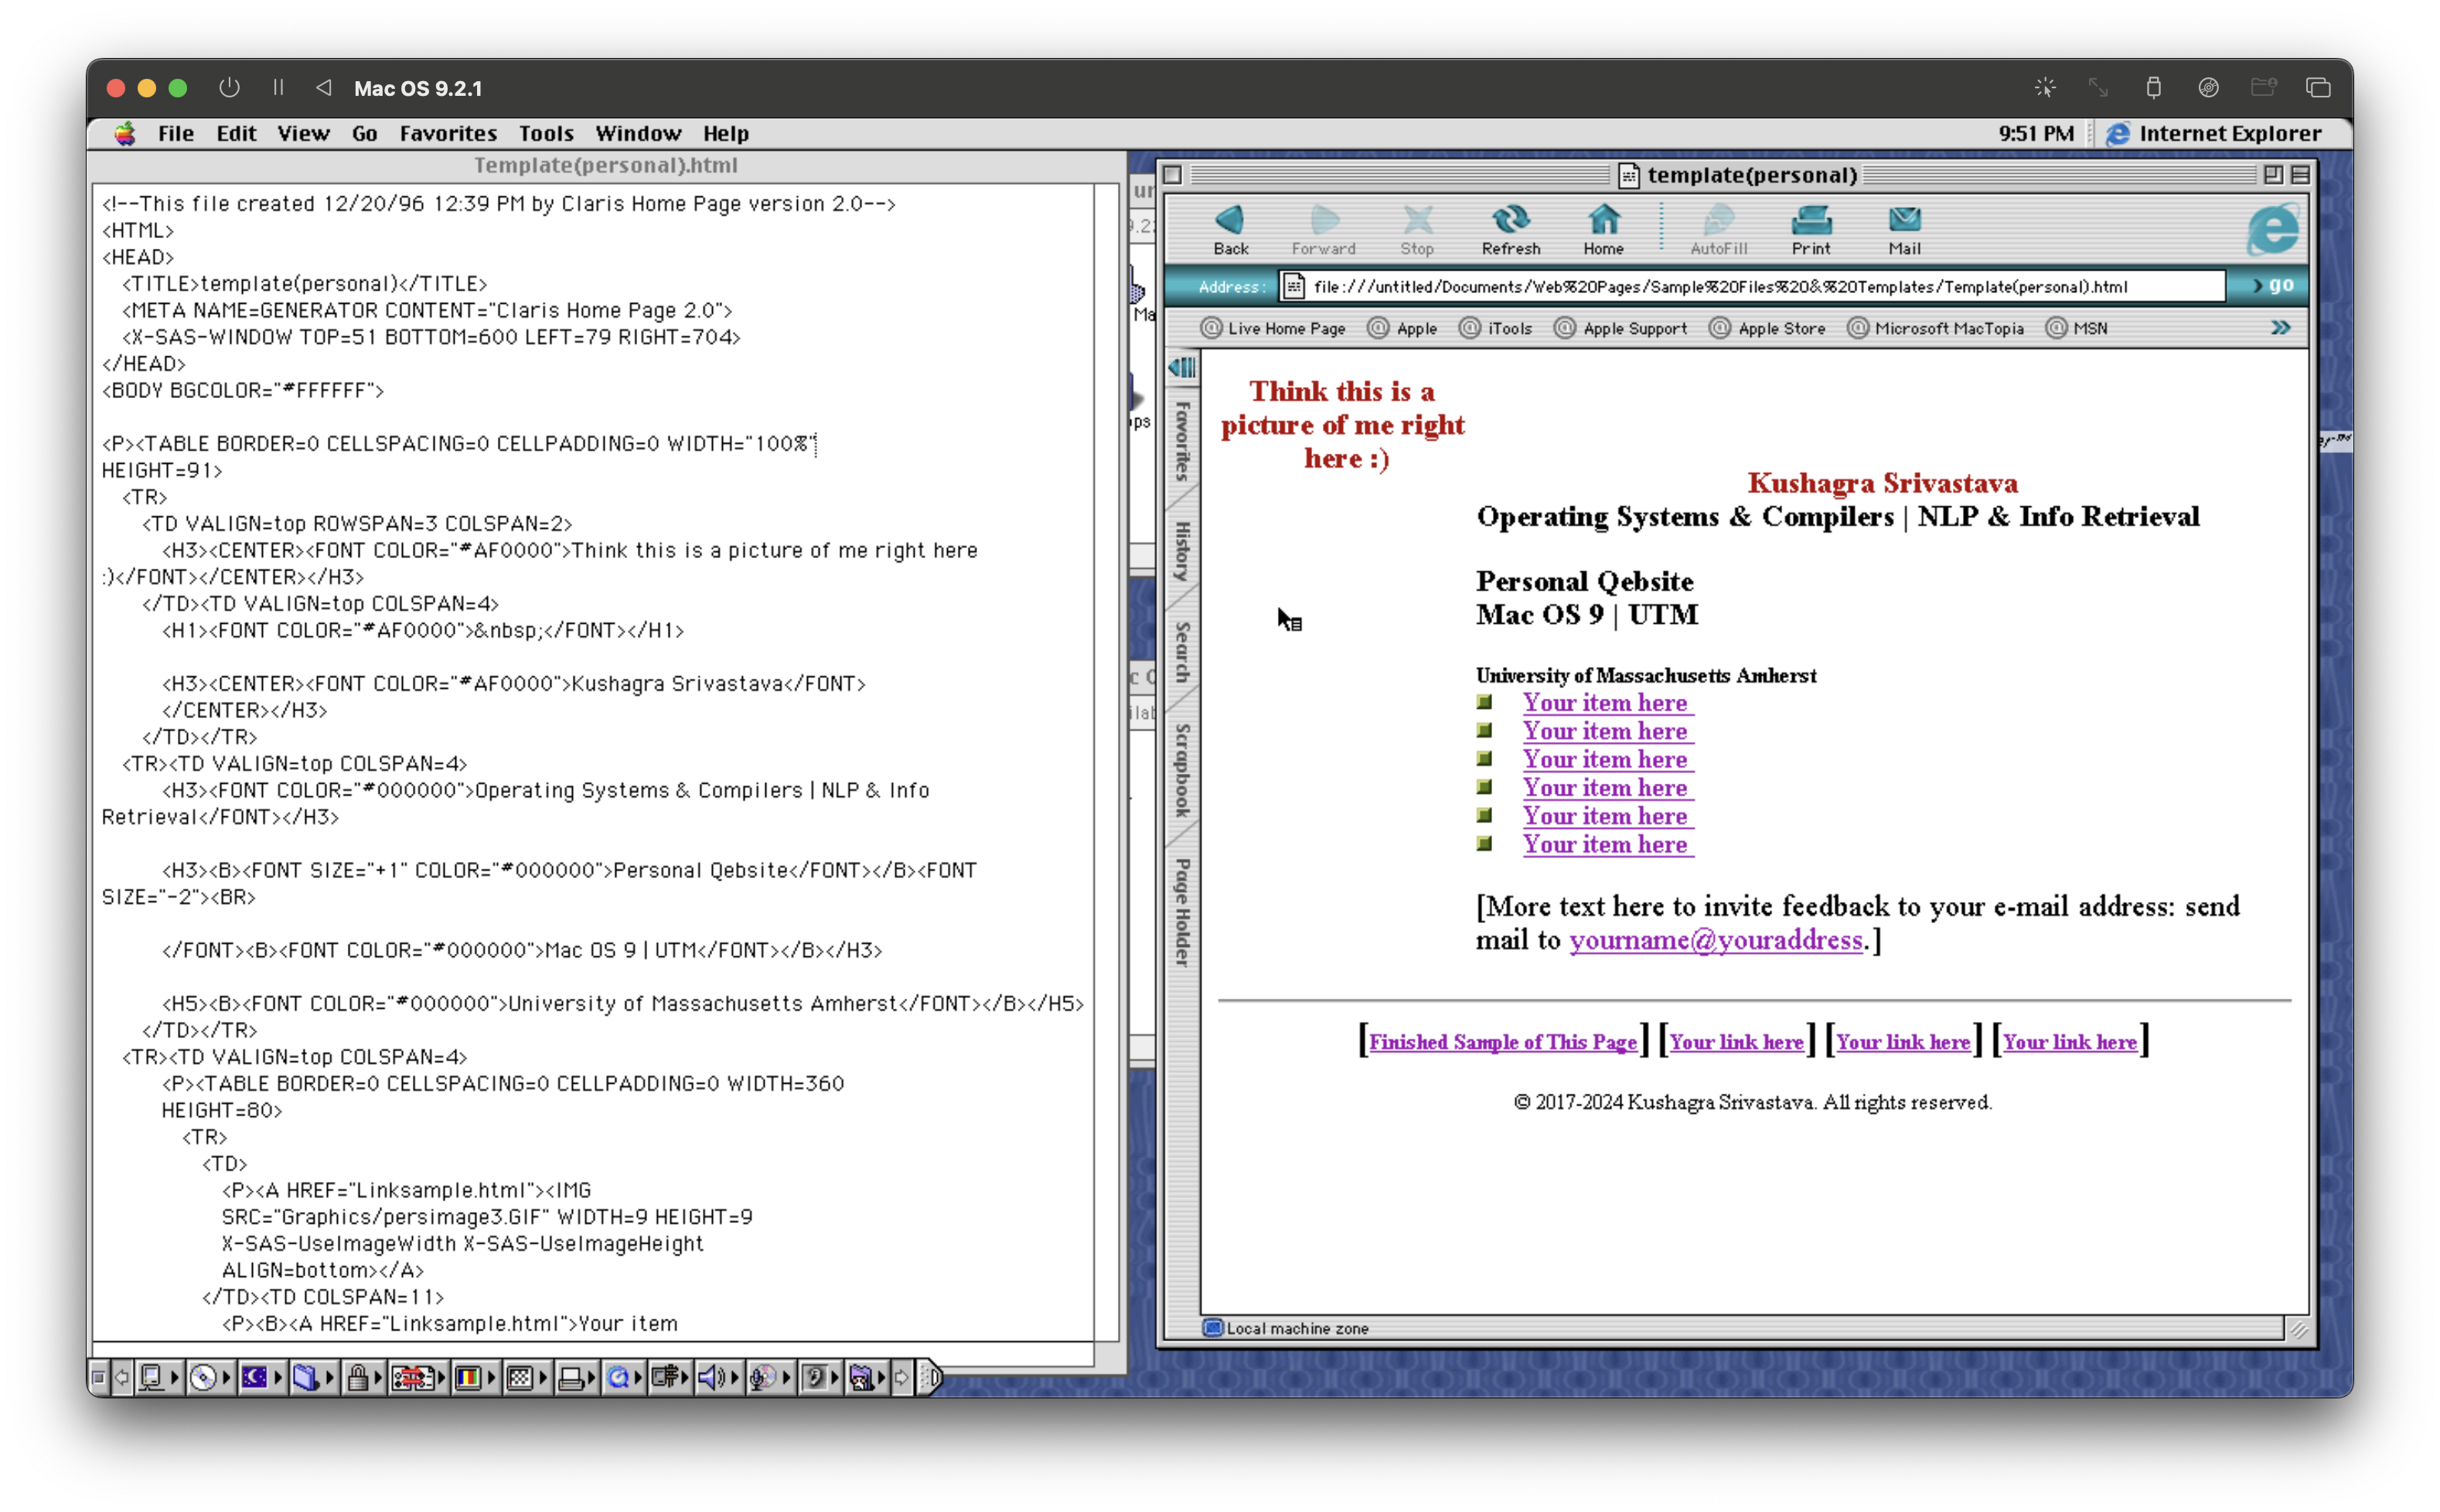 Mac OS 9.2.1
File Edit View Go Favorites Tools Window Help
9:51 PM Internet Explorer
Template(personal).html
<!--This file created 12/20/96 12:39 PM by Claris Home Page version 2.0-->
<HTML>
<HEAD>
<TITLE>template(personal)</TITLE>
<META NAME=GENERATOR CONTENT="Claris Home Page 2.0">
<X-SAS-WINDOW TOP=51 BOTTOM=600 LEFT=79 RIGHT=704>
</HEAD>
<BODY BGCOLOR="#FFFFFF">
<P><TABLE BORDER=0 CELLSPACING=0 CELLPADDING=0 WIDTH="100%"
HEIGHT=91>
<TR>
<TD VALIGN=top ROWSPAN=3 COLSPAN=2>
<H3><CENTER><FONT COLOR="#AF0000">Think this is a picture of me right here
:)</FONT></CENTER></H3>
</TD><TD VALIGN=top COLSPAN=4>
<H1><FONT COLOR="#AF0000">&nbsp;</FONT></H1>
<H3><CENTER><FONT COLOR="#AF0000">Kushagra Srivastava</FONT>
</CENTER></H3>
</TD></TR>
<TR><TD VALIGN=top COLSPAN=4>
<H3><FONT COLOR="#000000">Operating Systems & Compilers | NLP & Info
Retrieval</FONT></H3>
<H3><B><FONT SIZE="+1" COLOR="#000000">Personal Qebsite</FONT></B><FONT
SIZE="-2"><BR>
</FONT><B><FONT COLOR="#000000">Mac OS 9 | UTM</FONT></B></H3>
<H5><B><FONT COLOR="#000000">University of Massachusetts Amherst</FONT></B></H5>
</TD></TR>
<TR><TD VALIGN=top COLSPAN=4>
<P><TABLE BORDER=0 CELLSPACING=0 CELLPADDING=0 WIDTH=360
HEIGHT=80>
<TR>
<TD>
<P><A HREF="Linksample.html"><IMG
SRC="Graphics/persimage3.GIF" WIDTH=9 HEIGHT=9
X-SAS-UseImageWidth X-SAS-UseImageHeight
ALIGN=bottom></A>
</TD><TD COLSPAN=11>
<P><B><A HREF="Linksample.html">Your item
template(personal)
Back Forward Stop Refresh Home AutoFill Print Mail
Address: file:///untitled/Documents/Web%20Pages/Sample%20Files%20&%20Templates/Template(personal).html go
Live Home Page Apple iTools Apple Support Apple Store Microsoft MacTopia MSN
Favorites
History
Search
Scrapbook
Page Holder
Think this is a
picture of me right
here :)
Kushagra Srivastava
Operating Systems & Compilers | NLP & Info Retrieval
Personal Qebsite
Mac OS 9 | UTM
University of Massachusetts Amherst
Your item here
Your item here
Your item here
Your item here
Your item here
Your item here
[More text here to invite feedback to your e-mail address: send
mail to yourname@youraddress.]
[Finished Sample of This Page] [Your link here] [Your link here] [Your link here]
© 2017-2024 Kushagra Srivastava. All rights reserved.
Local machine zone